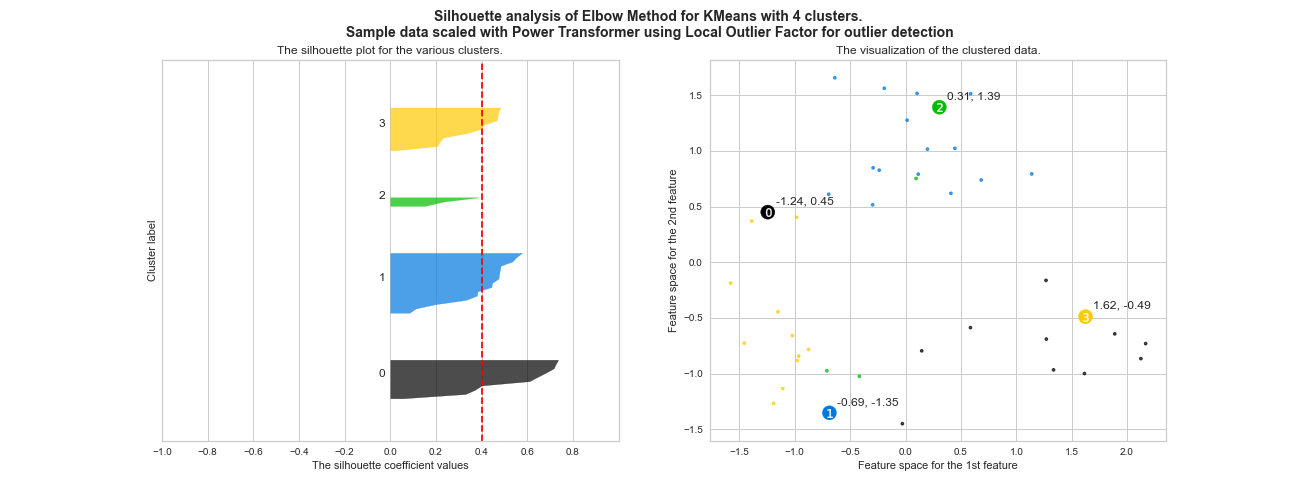 Silhouette analysis of Elbow Method for KMeans with 4 clusters.
Sample data scaled with Power Transformer using Local Outlier Factor for outlier detection
The silhouette plot for the various clusters.
Cluster label
3
2
1
0
−1.0 −0.8 −0.6 −0.4 −0.2 0.0 0.2 0.4 0.6 0.8
The silhouette coefficient values
The visualization of the clustered data.
Feature space for the 2nd feature
1.5
1.0
0.5
0.0
−0.5
−1.0
−1.5
2 0.31, 1.39
0 -1.24, 0.45
3 1.62, -0.49
1 -0.69, -1.35
−1.5 −1.0 −0.5 0.0 0.5 1.0 1.5 2.0
Feature space for the 1st feature